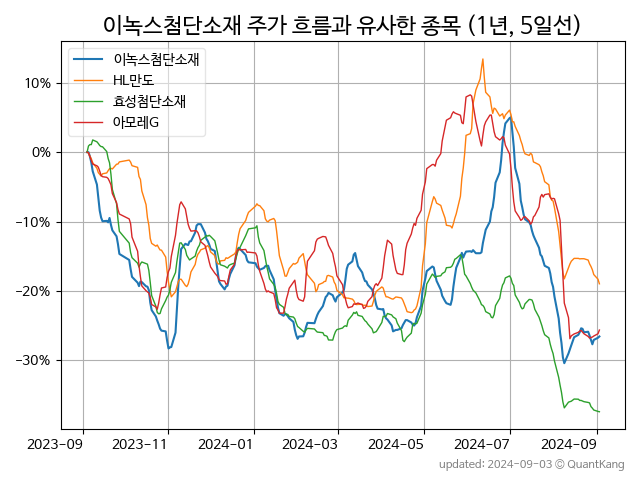 이녹스첨단소재 주가 흐름과 유사한 종목 (1년, 5일선)
이녹스첨단소재
HL만도
효성첨단소재
아모레G
10%
0%
−10%
−20%
−30%
2023-09 2023-11 2024-01 2024-03 2024-05 2024-07 2024-09
updated: 2024-09-03 © QuantKang